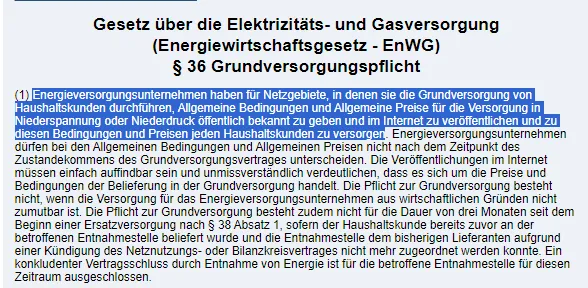 Gesetz über die Elektrizitäts- und Gasversorgung
(Energiewirtschaftsgesetz - EnWG)
§ 36 Grundversorgungspflicht
(1) Energieversorgungsunternehmen haben für Netzgebiete, in denen sie die Grundversorgung von
Haushaltskunden durchführen, Allgemeine Bedingungen und Allgemeine Preise für die Versorgung in
Niederspannung oder Niederdruck öffentlich bekannt zu geben und im Internet zu veröffentlichen und zu
diesen Bedingungen und Preisen jeden Haushaltskunden zu versorgen. Energieversorgungsunternehmen
dürfen bei den Allgemeinen Bedingungen und Allgemeinen Preisen nicht nach dem Zeitpunkt des
Zustandekommens des Grundversorgungsvertrages unterscheiden. Die Veröffentlichungen im Internet
müssen einfach auffindbar sein und unmissverständlich verdeutlichen, dass es sich um die Preise und
Bedingungen der Belieferung in der Grundversorgung handelt. Die Pflicht zur Grundversorgung besteht
nicht, wenn die Versorgung für das Energieversorgungsunternehmen aus wirtschaftlichen Gründen nicht
zumutbar ist. Die Pflicht zur Grundversorgung besteht zudem nicht für die Dauer von drei Monaten seit dem
Beginn einer Ersatzversorgung nach § 38 Absatz 1, sofern der Haushaltskunde bereits zuvor an der
betroffenen Entnahmestelle beliefert wurde und die Entnahmestelle dem bisherigen Lieferanten aufgrund
einer Kündigung des Netznutzungs- oder Bilanzkreisvertrages nicht mehr zugeordnet werden konnte. Ein
konkludenter Vertragsschluss durch Entnahme von Energie ist für die betroffene Entnahmestelle für diesen
Zeitraum ausgeschlossen.